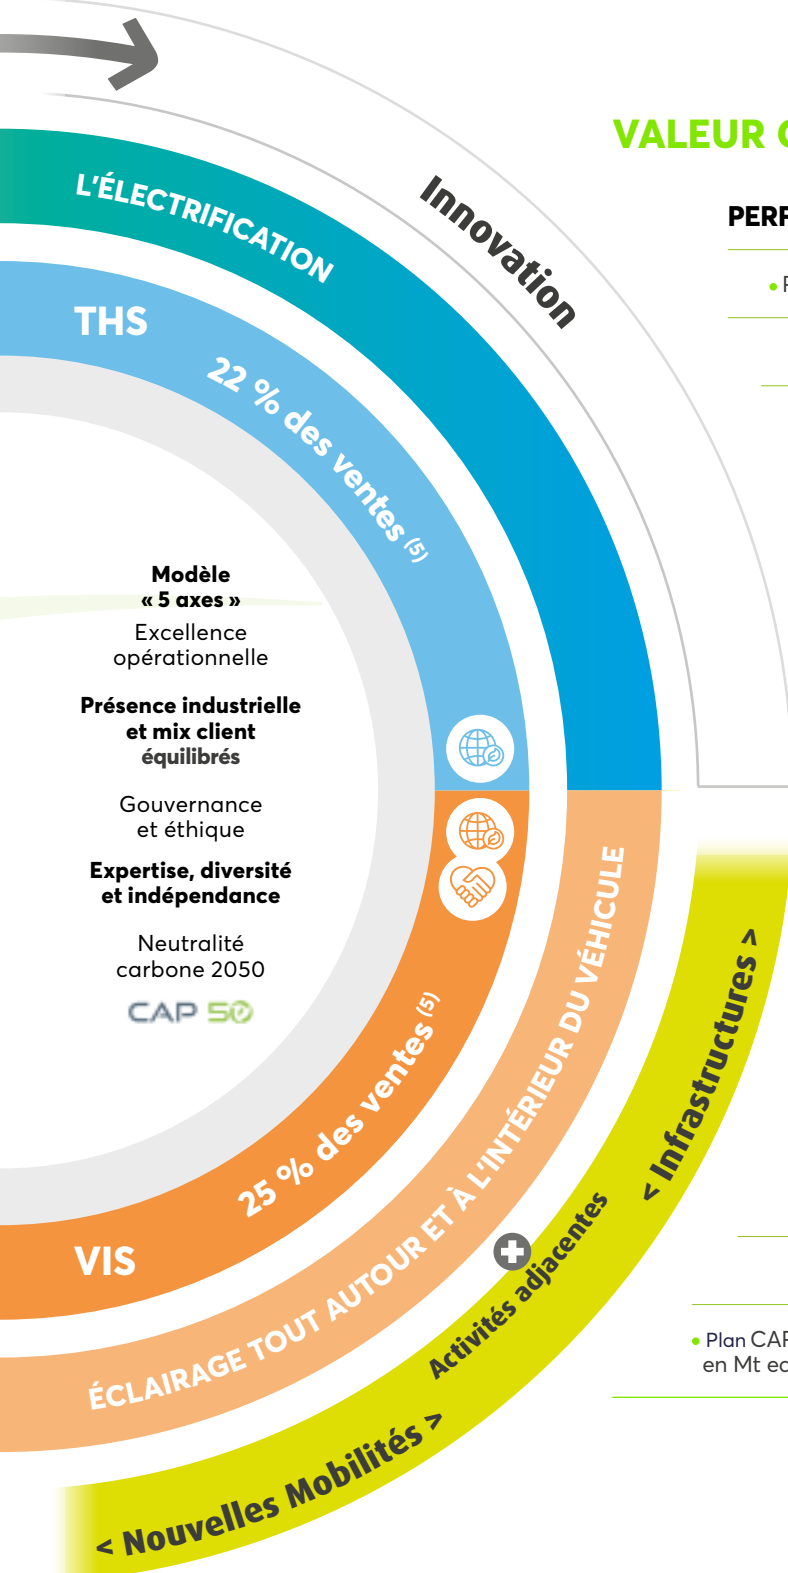 L'ÉLECTRIFICATION
Innovation
THS
22 % des ventes (5)
Modèle
« 5 axes »
Excellence
opérationnelle
Présence industrielle
et mix client
équilibrés
Gouvernance
et éthique
Expertise, diversité
et indépendance
Neutralité
carbone 2050
CAP 50
25 % des ventes (5)
VIS
ÉCLAIRAGE TOUT AUTOUR ET À L'INTÉRIEUR DU VÉHICULE
Activités adjacentes
< Infrastructures >
< Nouvelles Mobilités >
VALEUR
• Plan CAP
en Mt